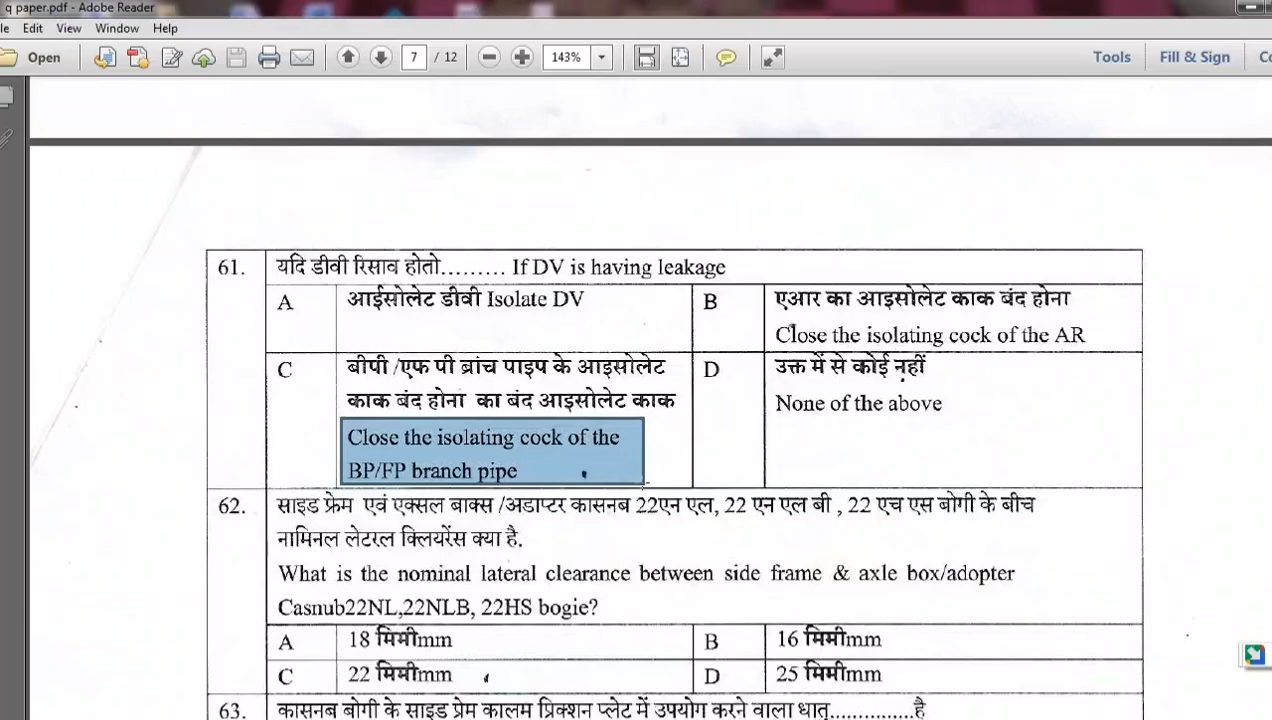 q paper.pdf - Adobe Reader
le Edit View Window Help
Open 7 / 12 143% Tools Fill & Sign
61. यदि डीवी रिसाव होतो......... If DV is having leakage
A आईसोलेट डीवी Isolate DV
B एआर का आइसोलेट काक बंद होना
Close the isolating cock of the AR
C बीपी /एफ पी ब्रांच पाइप के आइसोलेट
काक बंद होना का बंद आइसोलेट काक
Close the isolating cock of the
BP/FP branch pipe
D उक्त में से कोई नहीं
None of the above
62. साइड फ्रेम एवं एक्सल बाक्स /अडाप्टर कासनब 22एन एल, 22 एन एल बी , 22 एच एस बोगी के बीच
नामिनल लेटरल क्लियरेंस क्या है.
What is the nominal lateral clearance between side frame & axle box/adopter
Casnub22NL,22NLB, 22HS bogie?
A 18 मिमीmm B 16 मिमीmm
C 22 मिमीmm D 25 मिमीmm
63. कासनब बोगी के साइड प्रेम कालम प्रिक्शन प्लेट में उपयोग करने वाला धातु...............है